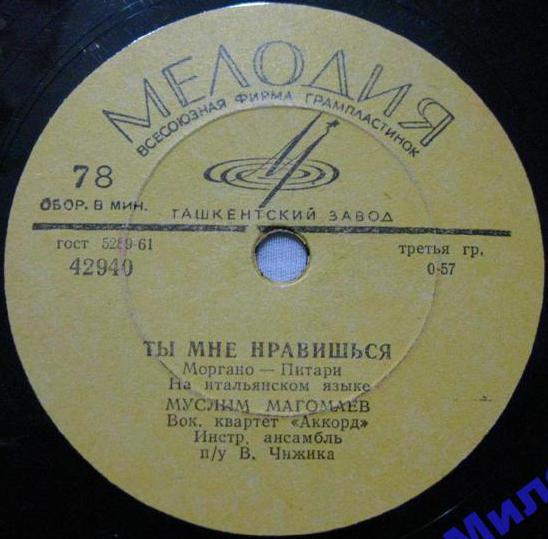 МЕЛОДИЯ
ВСЕСОЮЗНАЯ ФИРМА ГРАМПЛАСТИНОК
78
ОБОР. В МИН.
ТАШКЕНТСКИЙ ЗАВОД
гост 5289-61
третья гр.
42940
0-57
ТЫ МНЕ НРАВИШЬСЯ
Моргано — Питари
На итальянском языке
МУСЛИМ МАГОМАЕВ
Вок. квартет «Аккорд»
Инстр. ансамбль
п/у В. Чижика